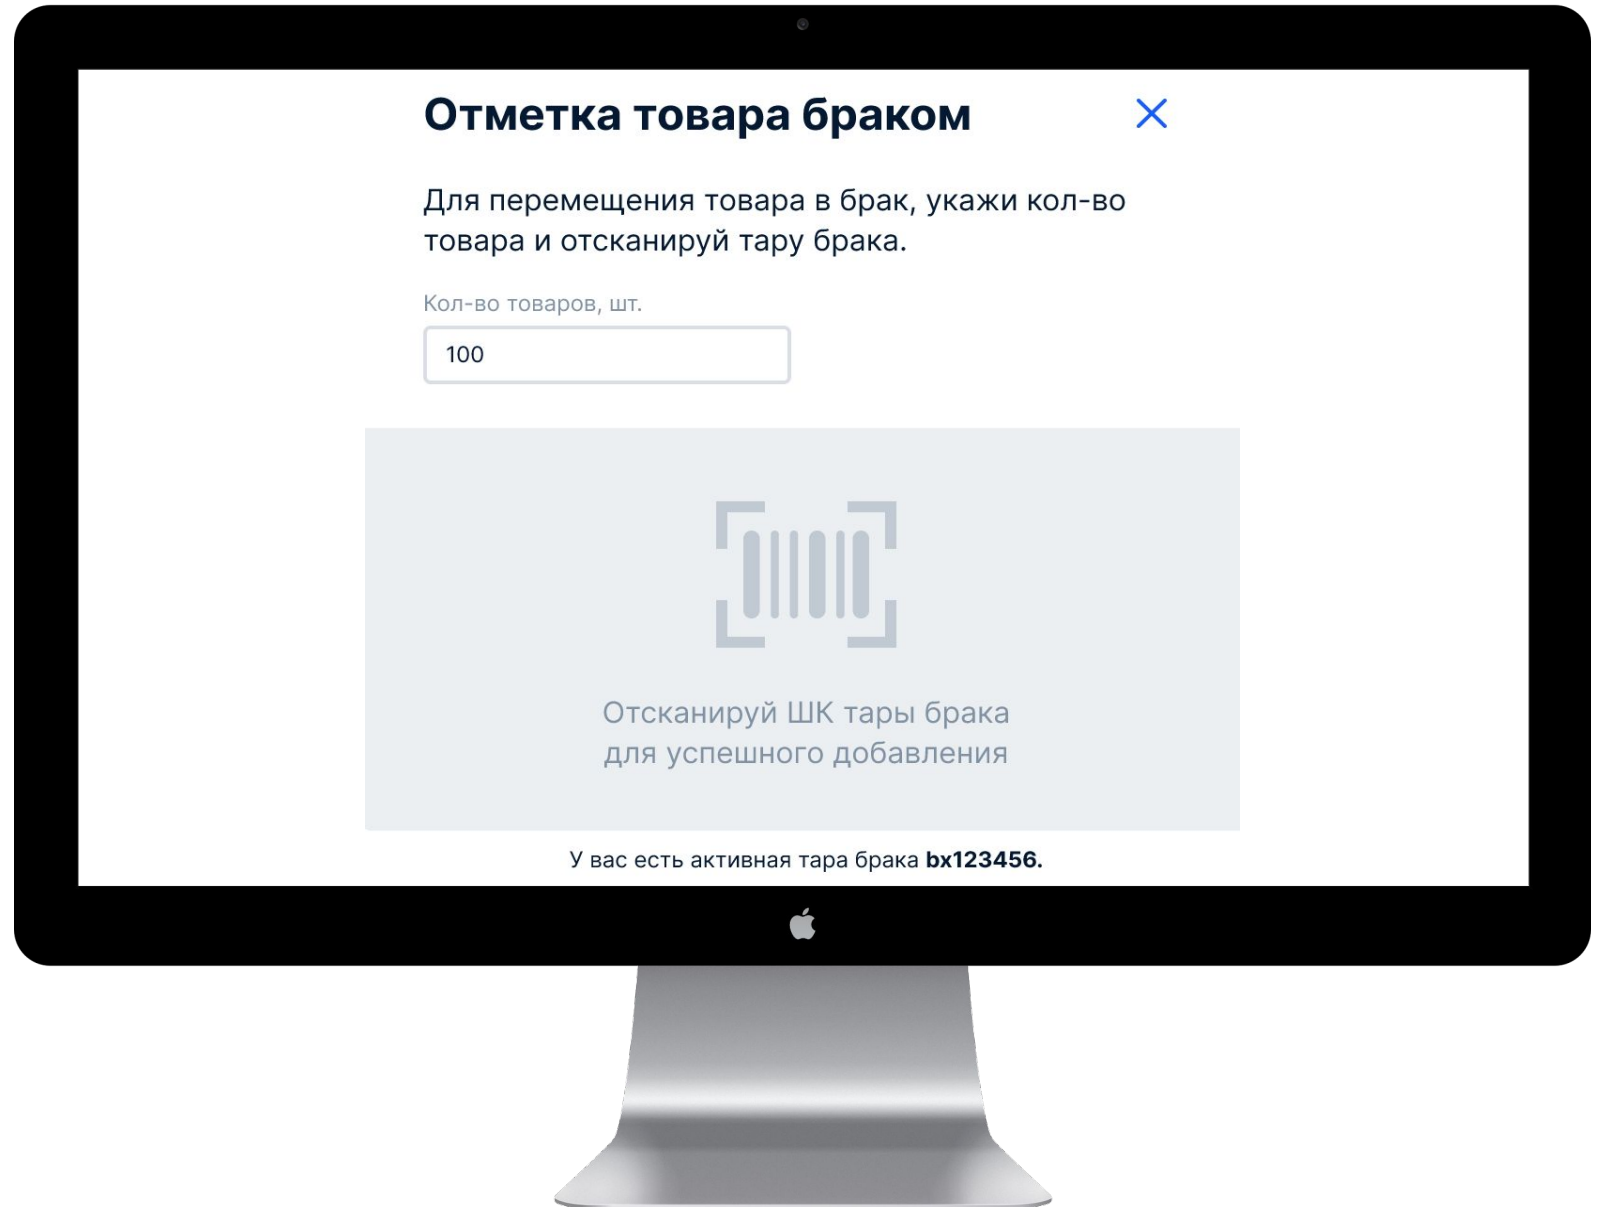 Отметка товара браком
Для перемещения товара в брак, укажи кол-во
товара и отсканируй тару брака.
Кол-во товаров, шт.
100
Отсканируй ШК тары брака
для успешного добавления
У вас есть активная тара брака bx123456.